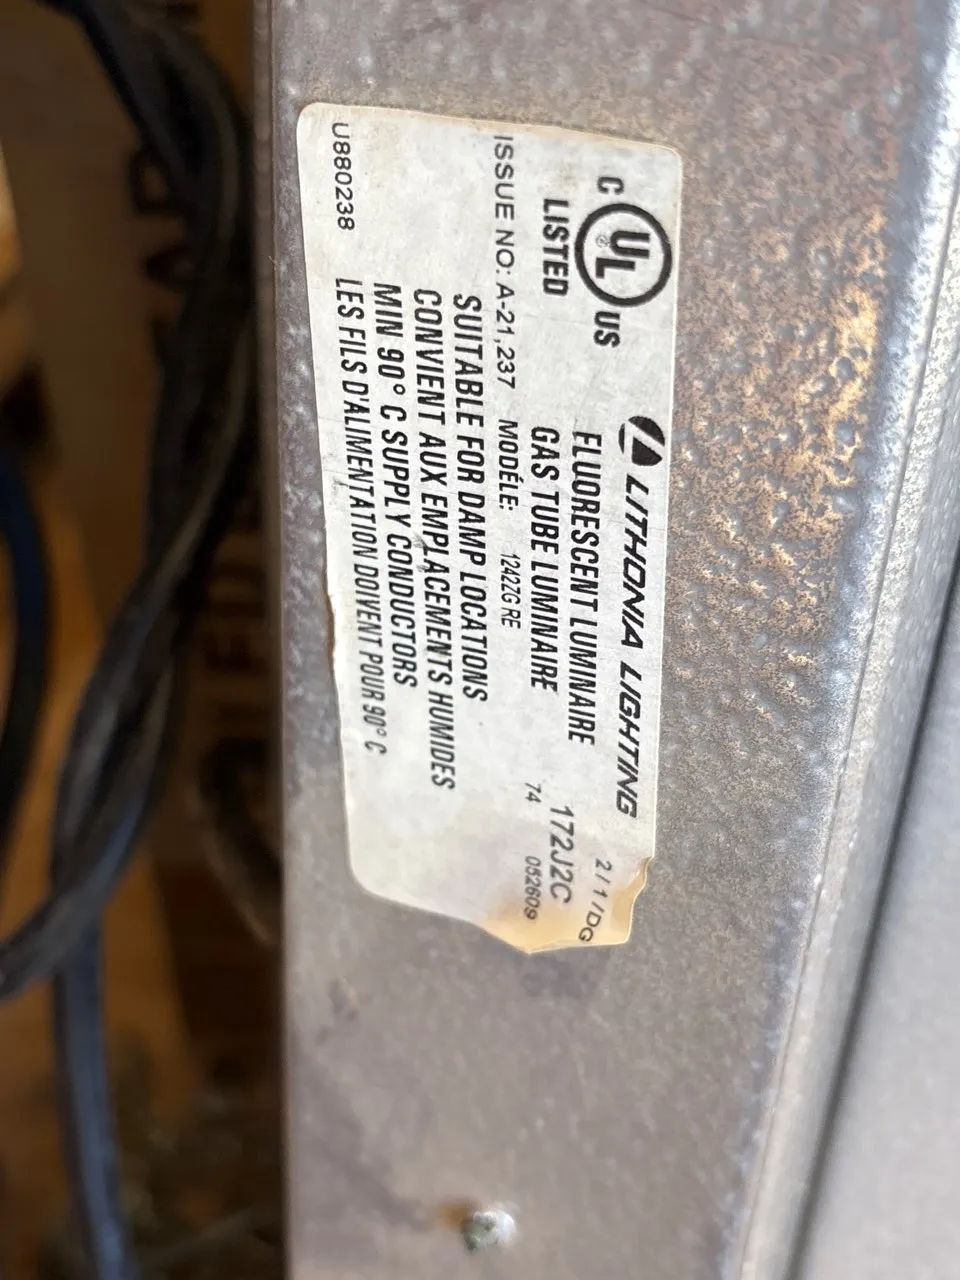 LITHONIA LIGHTING
C UL US
LISTED
FLUORESCENT LUMINAIRE
GAS TUBE LUMINAIRE
ISSUE NO: A-21,237 MODÉLE: 1242ZG RE
SUITABLE FOR DAMP LOCATIONS
CONVIENT AUX EMPLACEMENTS HUMIDES
MIN 90° C SUPPLY CONDUCTORS
LES FILS D'ALIMENTATION DOIVENT POUR 90° C
U880238
2/1/DG
172J2C
74 052609